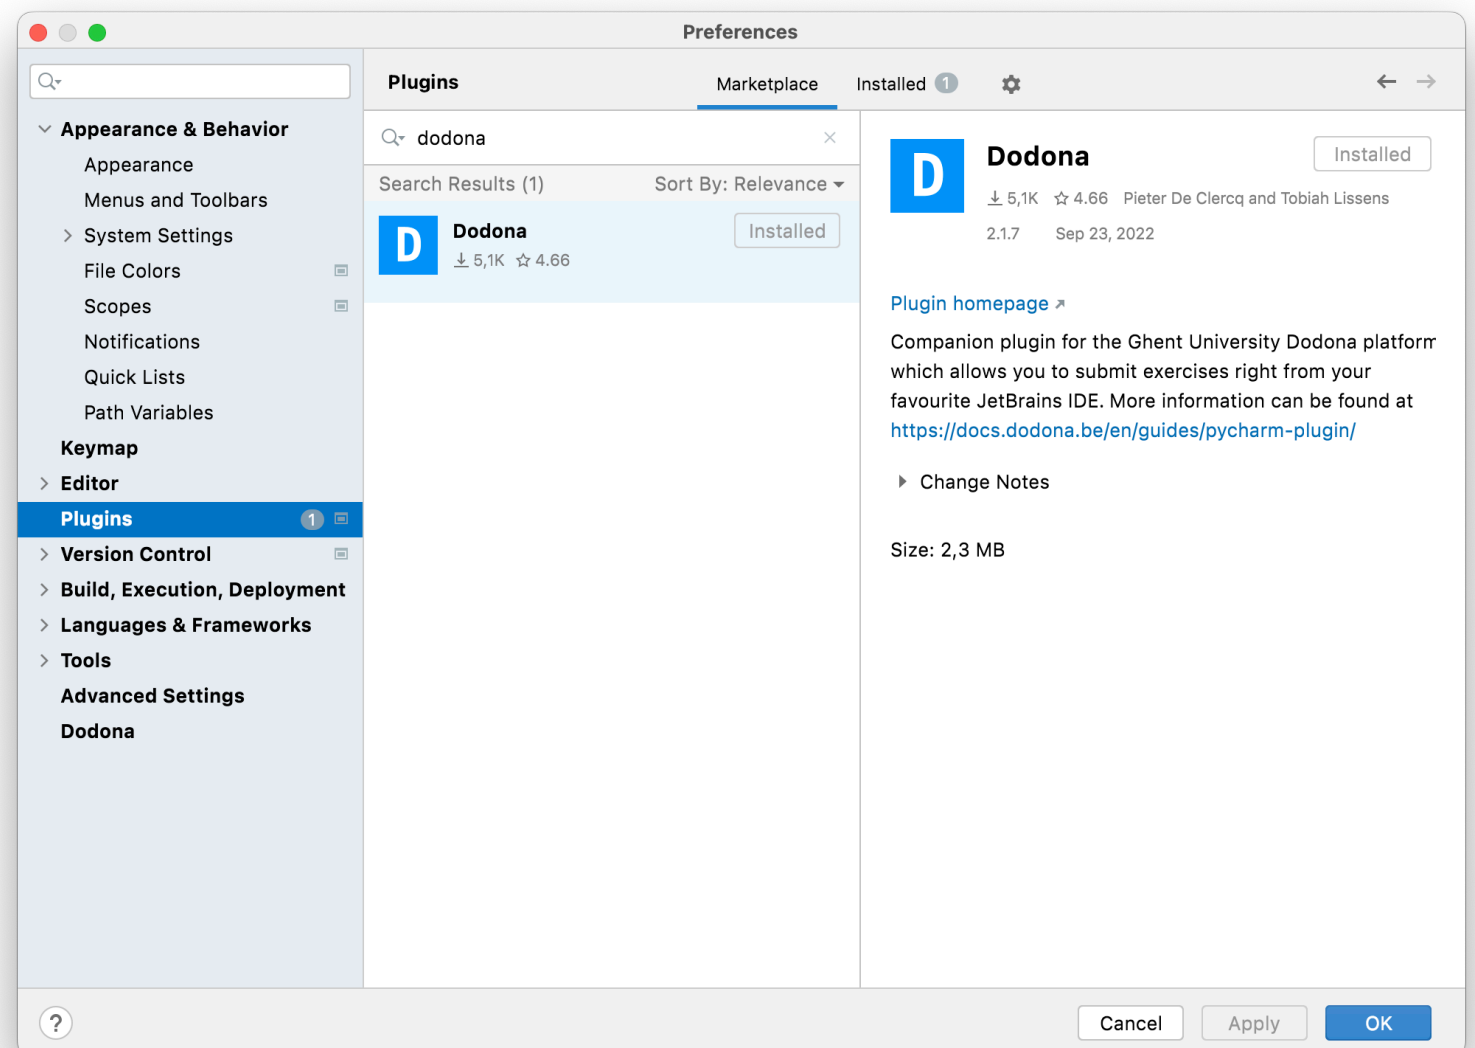 Preferences
Plugins
Marketplace
Installed 1
Appearance & Behavior
Appearance
Menus and Toolbars
System Settings
File Colors
Scopes
Notifications
Quick Lists
Path Variables
Keymap
Editor
Plugins 1
Version Control
Build, Execution, Deployment
Languages & Frameworks
Tools
Advanced Settings
Dodona
dodona
Search Results (1) Sort By: Relevance
D
Dodona Installed
5,1K 4.66
D
Dodona Installed
5,1K 4.66 Pieter De Clercq and Tobiah Lissens
2.1.7 Sep 23, 2022
Plugin homepage
Companion plugin for the Ghent University Dodona platform
which allows you to submit exercises right from your
favourite JetBrains IDE. More information can be found at
https://docs.dodona.be/en/guides/pycharm-plugin/
Change Notes
Size: 2,3 MB
?
Cancel Apply OK